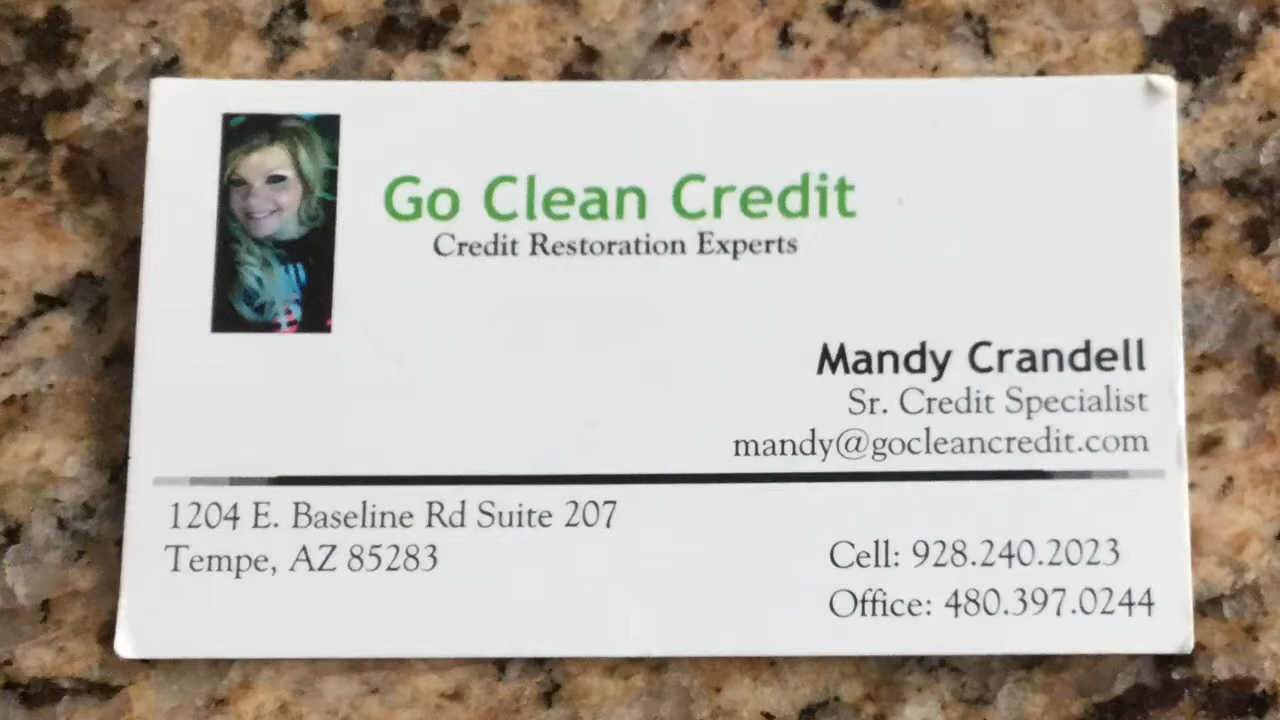 Go Clean Credit
Credit Restoration Experts
Mandy Crandell
Sr. Credit Specialist
mandy@gocleancredit.com
1204 E. Baseline Rd Suite 207
Tempe, AZ 85283
Cell: 928.240.2023
Office: 480.397.0244